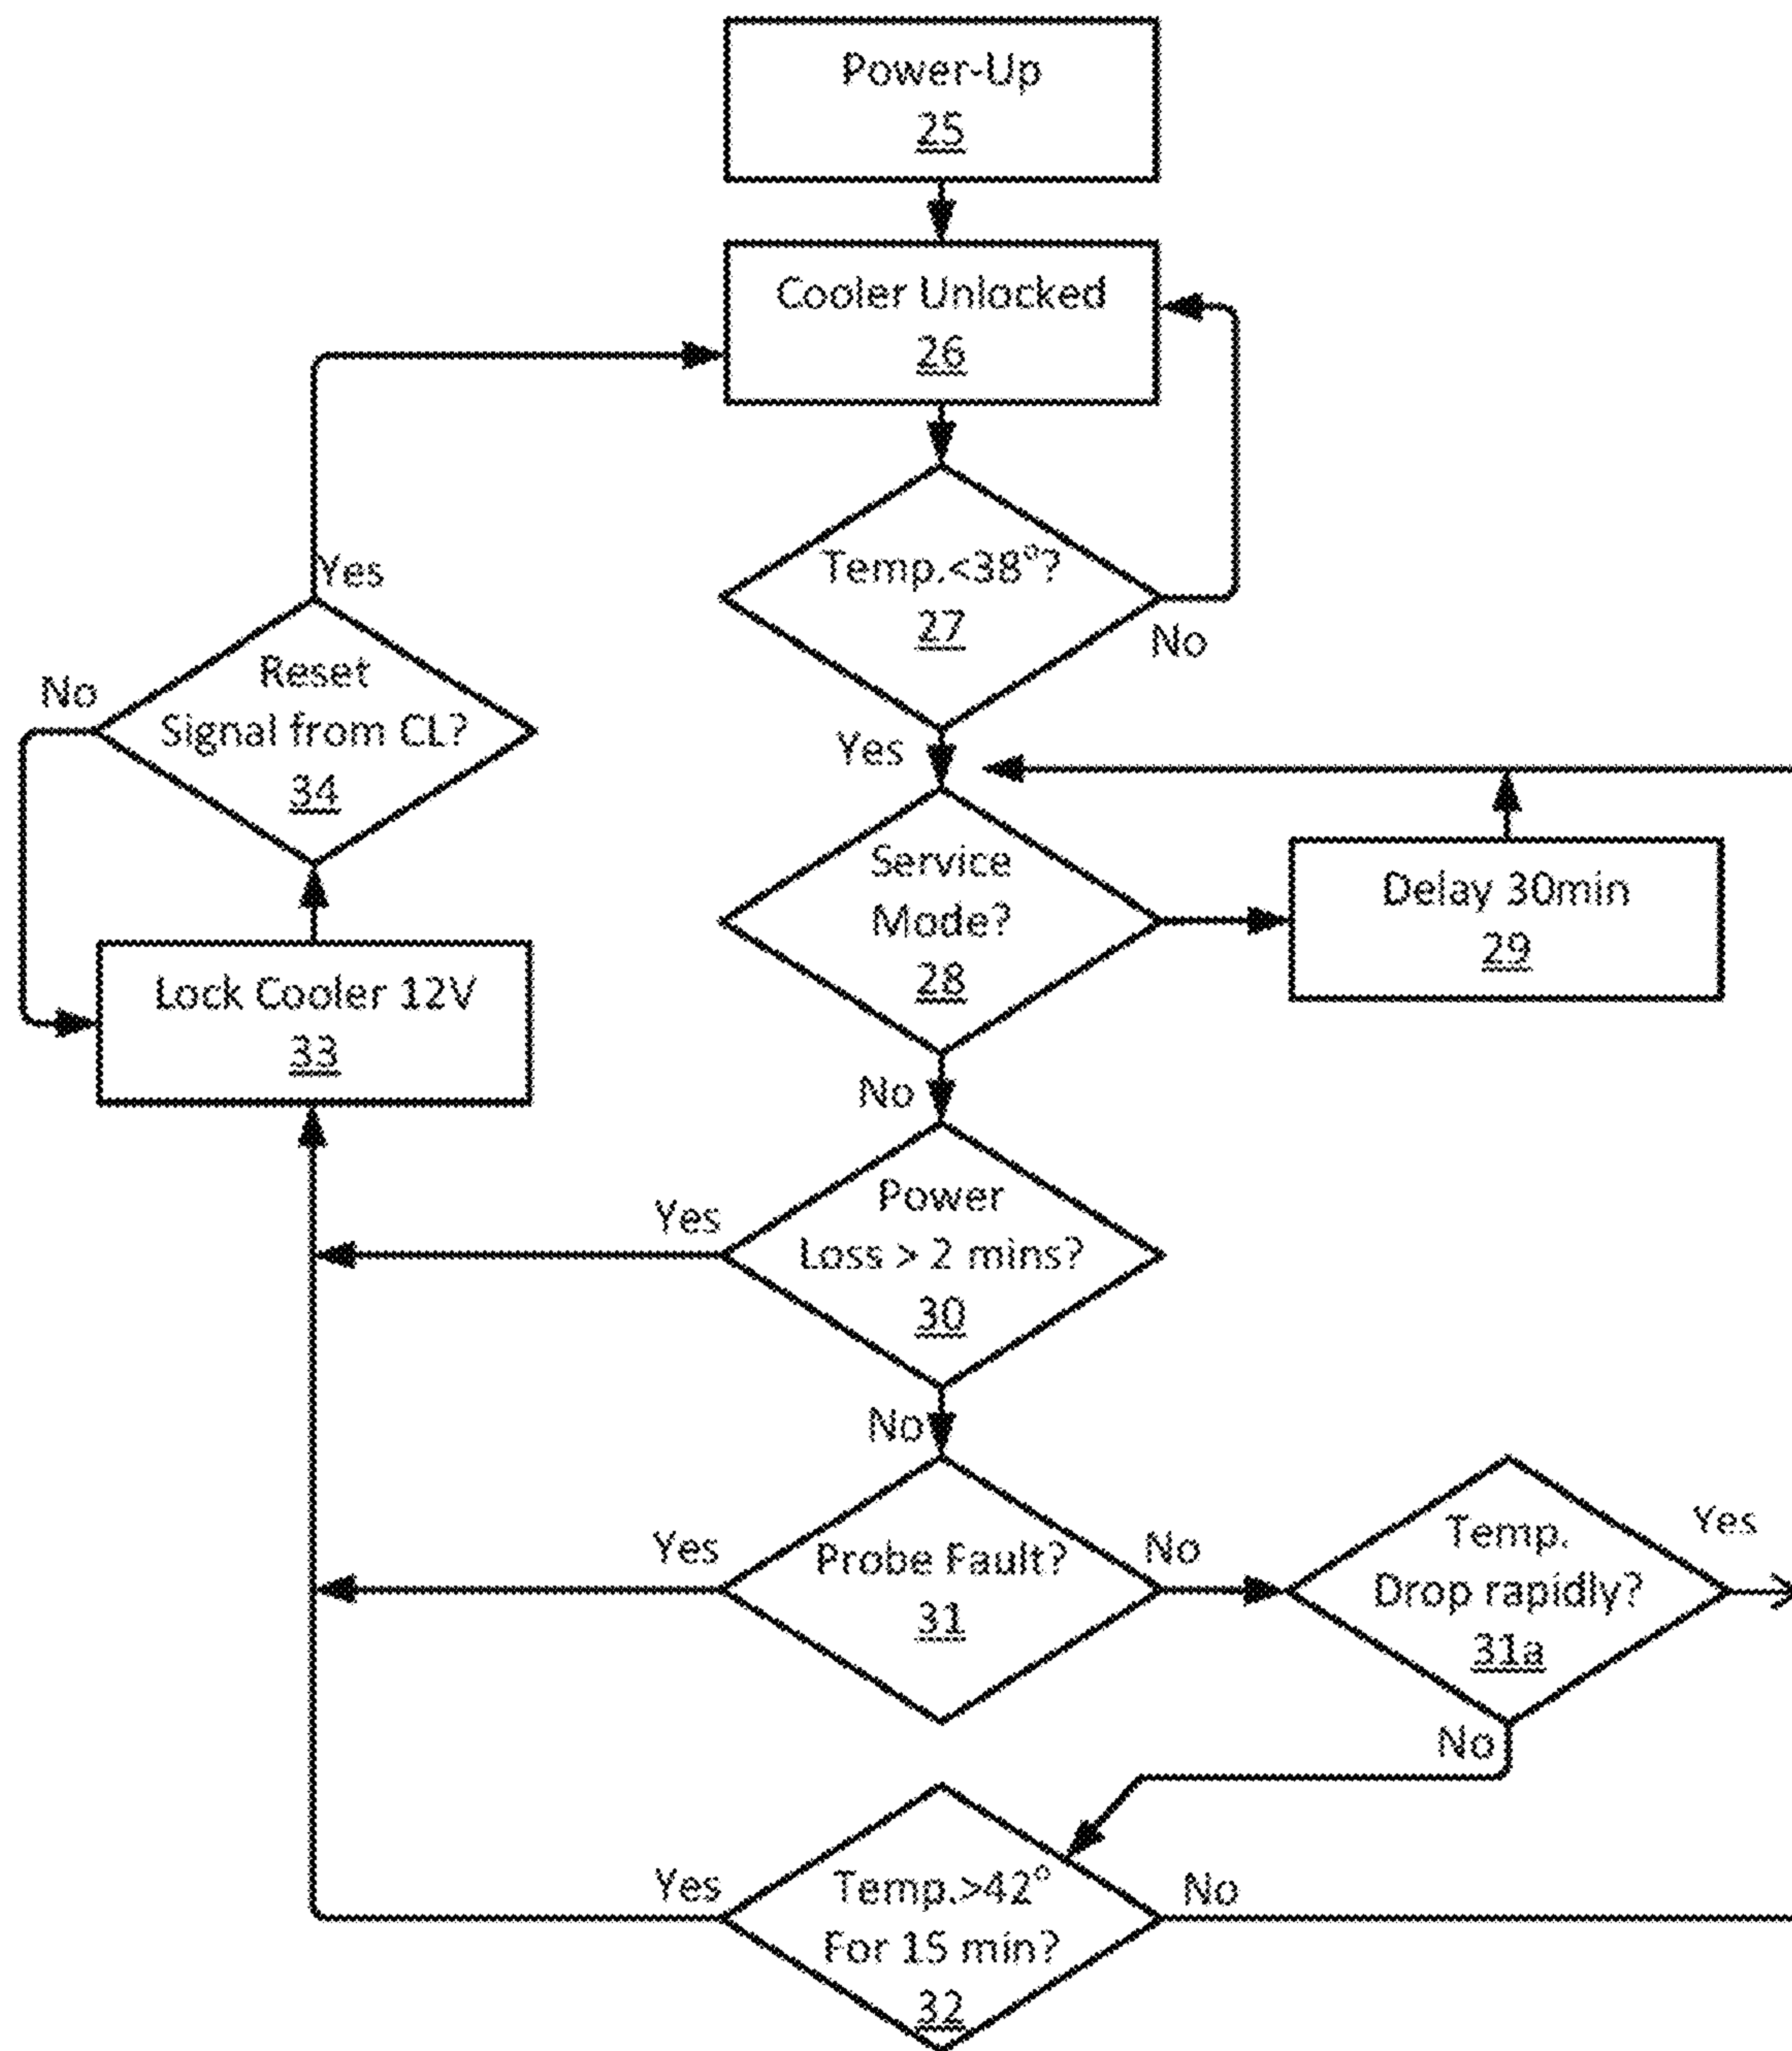 Power-Up
25
Cooler Unlocked
26
Temp.<38°?
27
No
Yes
Yes
Reset
Signal from CL?
34
No
Service
Mode?
28
Delay 30min
29
Lock Cooler 12V
33
No
Power
Loss > 2 mins?
30
Yes
No
Probe Fault?
31
Yes
No
Temp.
Drop rapidly?
31a
Yes
No
Temp.>42°
For 15 min?
32
Yes
No